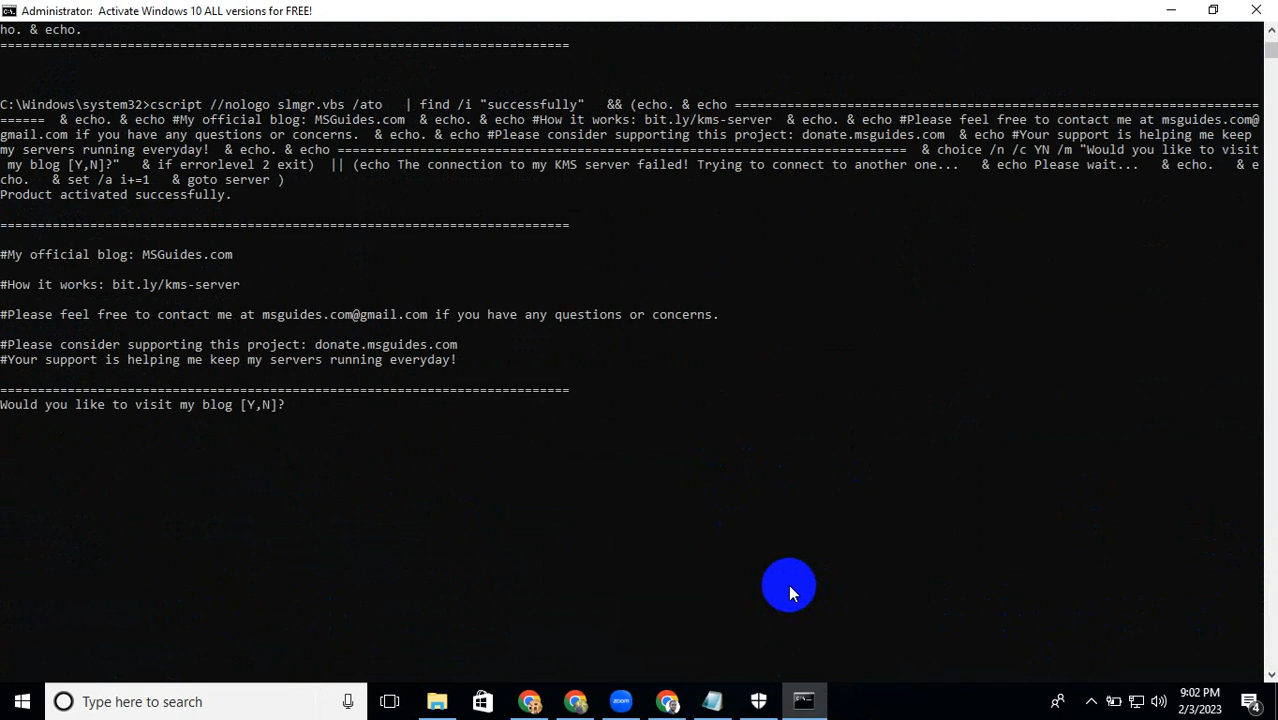 Administrator: Activate Windows 10 ALL versions for FREE!
ho. & echo.
============================================================================
C:\Windows\system32>cscript //nologo slmgr.vbs /ato   | find /i "successfully"   && (echo. & echo ======================================================================
======  & echo. & echo #My official blog: MSGuides.com  & echo. & echo #How it works: bit.ly/kms-server  & echo. & echo #Please feel free to contact me at msguides.com@
gmail.com if you have any questions or concerns.  & echo. & echo #Please consider supporting this project: donate.msguides.com  & echo #Your support is helping me keep
my servers running everyday!  & echo. & echo ============================================================================  & choice /n /c YN /m "Would you like to visit
my blog [Y,N]?"   & if errorlevel 2 exit)  || (echo The connection to my KMS server failed! Trying to connect to another one...   & echo Please wait...   & echo.   & e
cho.   & set /a i+=1   & goto server )
Product activated successfully.
============================================================================
#My official blog: MSGuides.com
#How it works: bit.ly/kms-server
#Please feel free to contact me at msguides.com@gmail.com if you have any questions or concerns.
#Please consider supporting this project: donate.msguides.com
#Your support is helping me keep my servers running everyday!
============================================================================
Would you like to visit my blog [Y,N]?
Type here to search
zoom
9:02 PM
2/3/2023
4